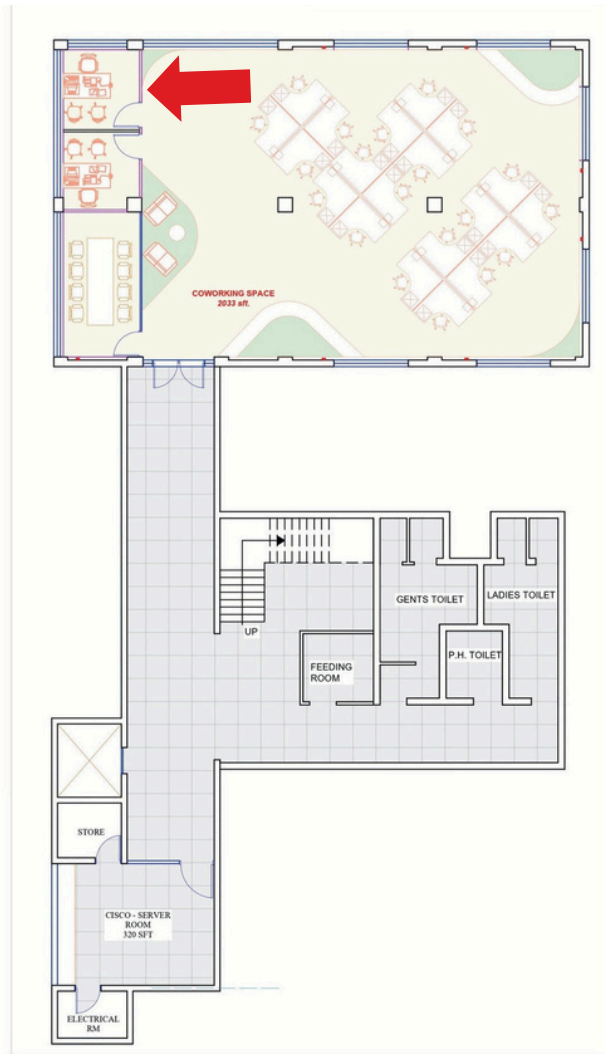 COWORKING SPACE
2033 sft.
GENTS TOILET
LADIES TOILET
UP
P.H. TOILET
FEEDING
ROOM
STORE
CISCO - SERVER
ROOM
320 SFT
ELECTRICAL
RM